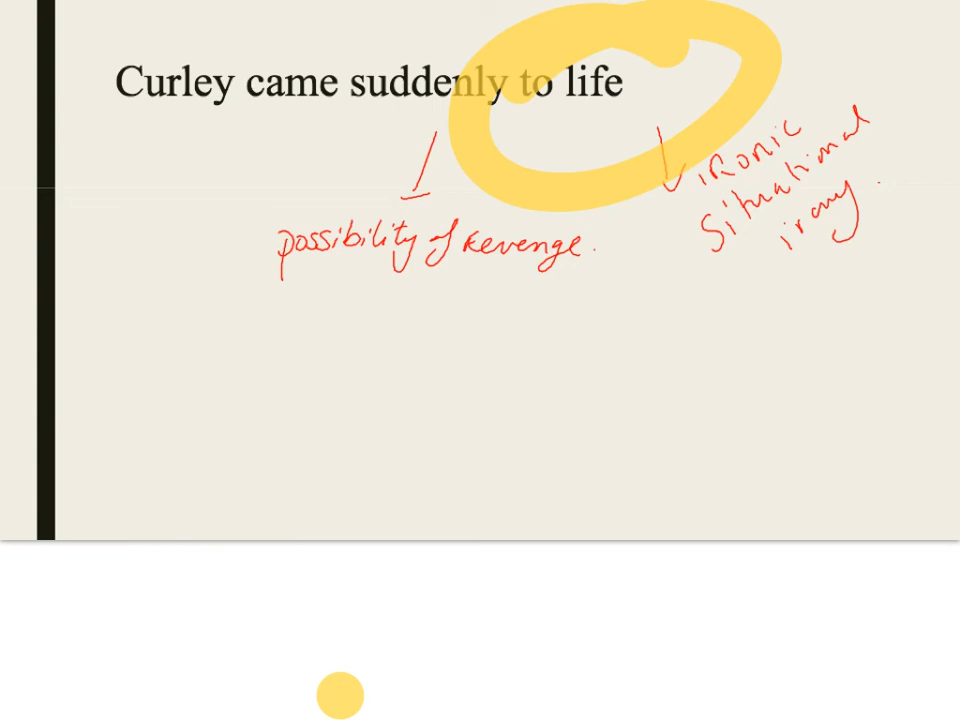 Curley came suddenly to life
ironic
situational
irony.
possibility of revenge.